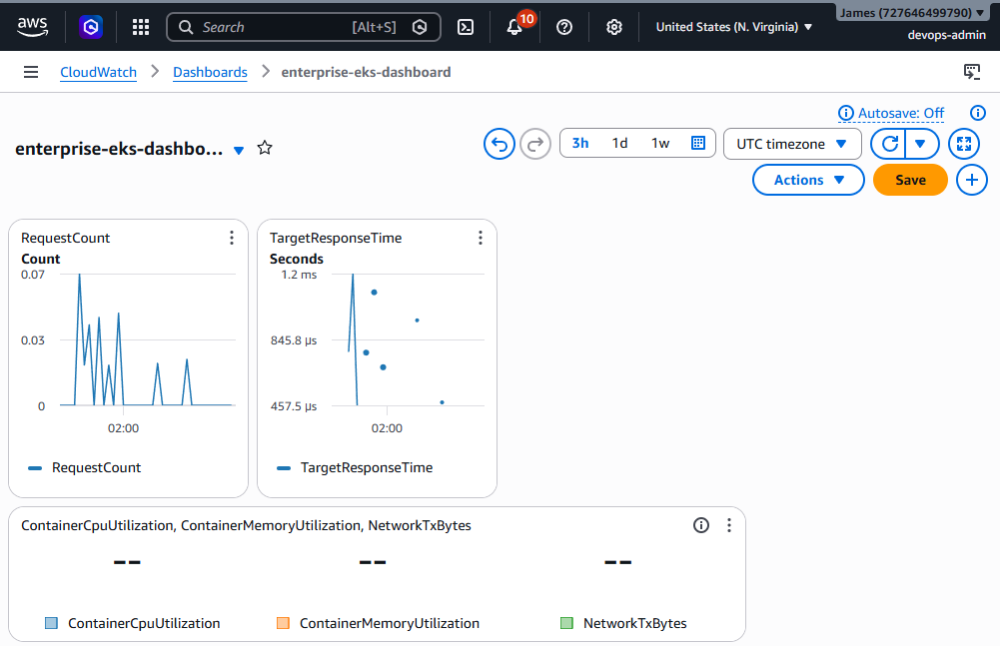 aws
Search [Alt+S]
10
United States (N. Virginia)
James (727646499790)
devops-admin
CloudWatch > Dashboards > enterprise-eks-dashboard
Autosave: Off
enterprise-eks-dashbo...
3h 1d 1w
UTC timezone
Actions
Save
RequestCount
Count
0.07
0.03
0
02:00
RequestCount
TargetResponseTime
Seconds
1.2 ms
845.8 μs
457.5 μs
02:00
TargetResponseTime
ContainerCpuUtilization, ContainerMemoryUtilization, NetworkTxBytes
-- -- --
ContainerCpuUtilization ContainerMemoryUtilization NetworkTxBytes